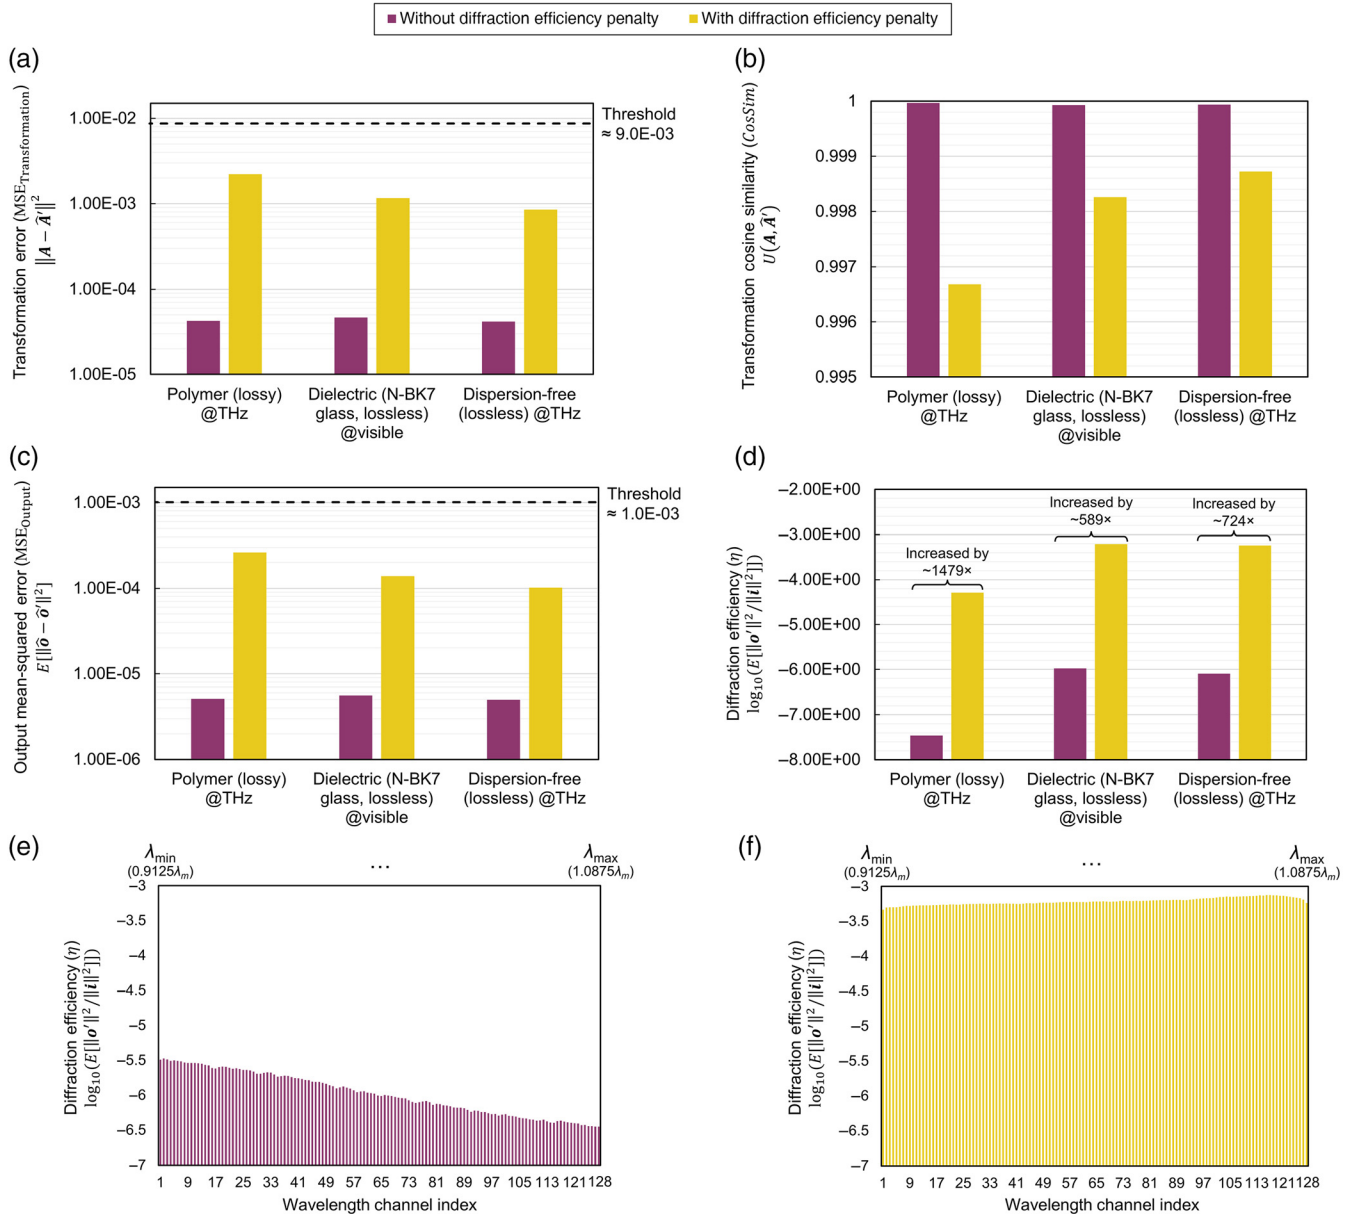 Without diffraction efficiency penalty
With diffraction efficiency penalty
(a)
Transformation error (MSE_Transformation)
‖A − Â′‖²
1.00E-02
1.00E-03
1.00E-04
1.00E-05
Threshold
≈ 9.0E-03
Polymer (lossy)
@THz
Dielectric (N-BK7
glass, lossless)
@visible
Dispersion-free
(lossless) @THz
(b)
Transformation cosine similarity (CosSim)
U(A, Â′)
1
0.999
0.998
0.997
0.996
0.995
Polymer (lossy)
@THz
Dielectric (N-BK7
glass, lossless)
@visible
Dispersion-free
(lossless) @THz
(c)
Output mean-squared error (MSE_Output)
E[‖ô − ô′‖²]
1.00E-03
1.00E-04
1.00E-05
1.00E-06
Threshold
≈ 1.0E-03
Polymer (lossy)
@THz
Dielectric (N-BK7
glass, lossless)
@visible
Dispersion-free
(lossless) @THz
(d)
Diffraction efficiency (η)
log₁₀(E[‖o′‖²/‖i‖²]])
−2.00E+00
−3.00E+00
−4.00E+00
−5.00E+00
−6.00E+00
−7.00E+00
−8.00E+00
Increased by
~1479×
Increased by
~589×
Increased by
~724×
Polymer (lossy)
@THz
Dielectric (N-BK7
glass, lossless)
@visible
Dispersion-free
(lossless) @THz
(e)
λ_min … λ_max
(0.9125λ_m) (1.0875λ_m)
Diffraction efficiency (η)
log₁₀(E[‖o′‖²/‖i‖²]])
−3
−3.5
−4
−4.5
−5
−5.5
−6
−6.5
−7
1 9 17 25 33 41 49 57 65 73 81 89 97 105 113 121 128
Wavelength channel index
(f)
λ_min … λ_max
(0.9125λ_m) (1.0875λ_m)
Diffraction efficiency (η)
log₁₀(E[‖o′‖²/‖i‖²]])
−3
−3.5
−4
−4.5
−5
−5.5
−6
−6.5
−7
1 9 17 25 33 41 49 57 65 73 81 89 97 105 113 121 128
Wavelength channel index